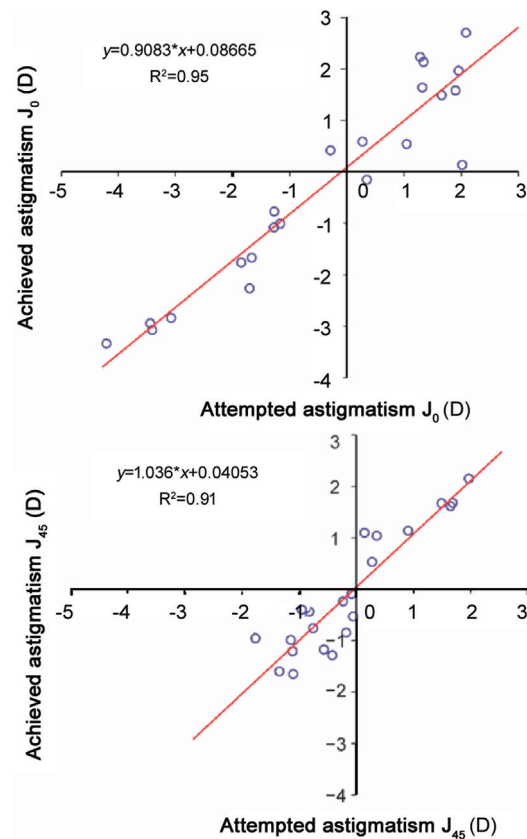 3
y=0.9083*x+0.08665
R²=0.95
2
1
Achieved astigmatism J₀ (D)
-5 -4 -3 -2 -1 0 1 2 3
-1
-2
-3
-4
Attempted astigmatism J₀ (D)
3
y=1.036*x+0.04053
R²=0.91
2
1
Achieved astigmatism J₄₅ (D)
-5 -4 -3 -2 -1 0 1 2 3
-1
-2
-3
-4
Attempted astigmatism J₄₅ (D)